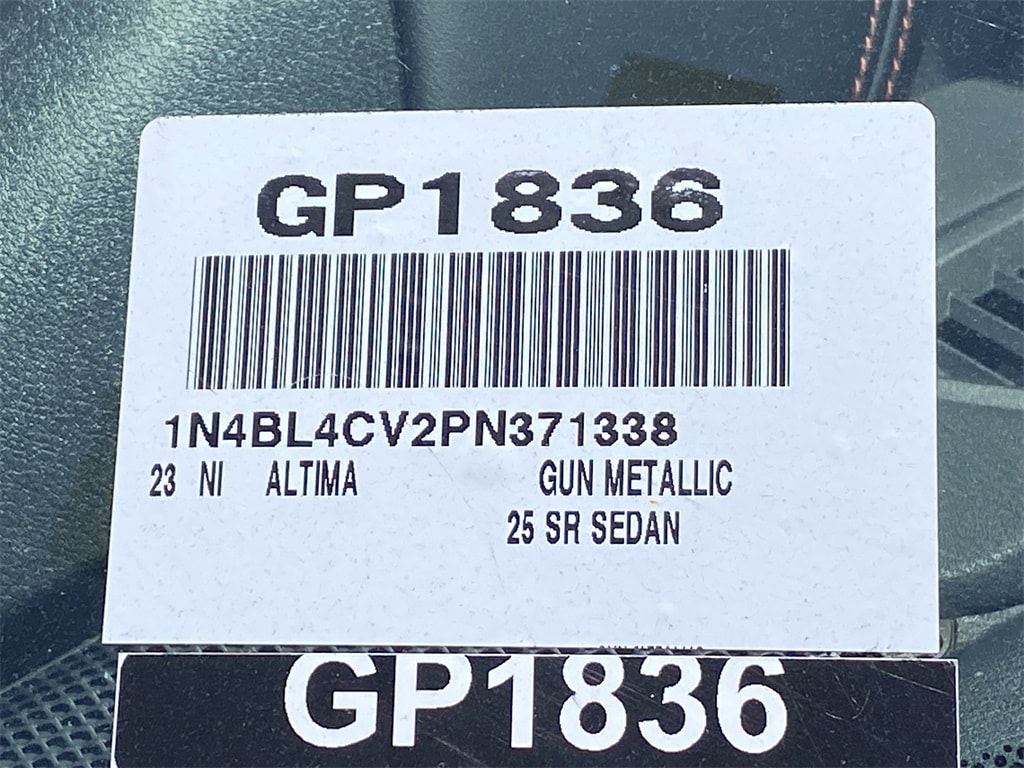 GP1836
1N4BL4CV2PN371338
23 NI ALTIMA GUN METALLIC
25 SR SEDAN
GP1836